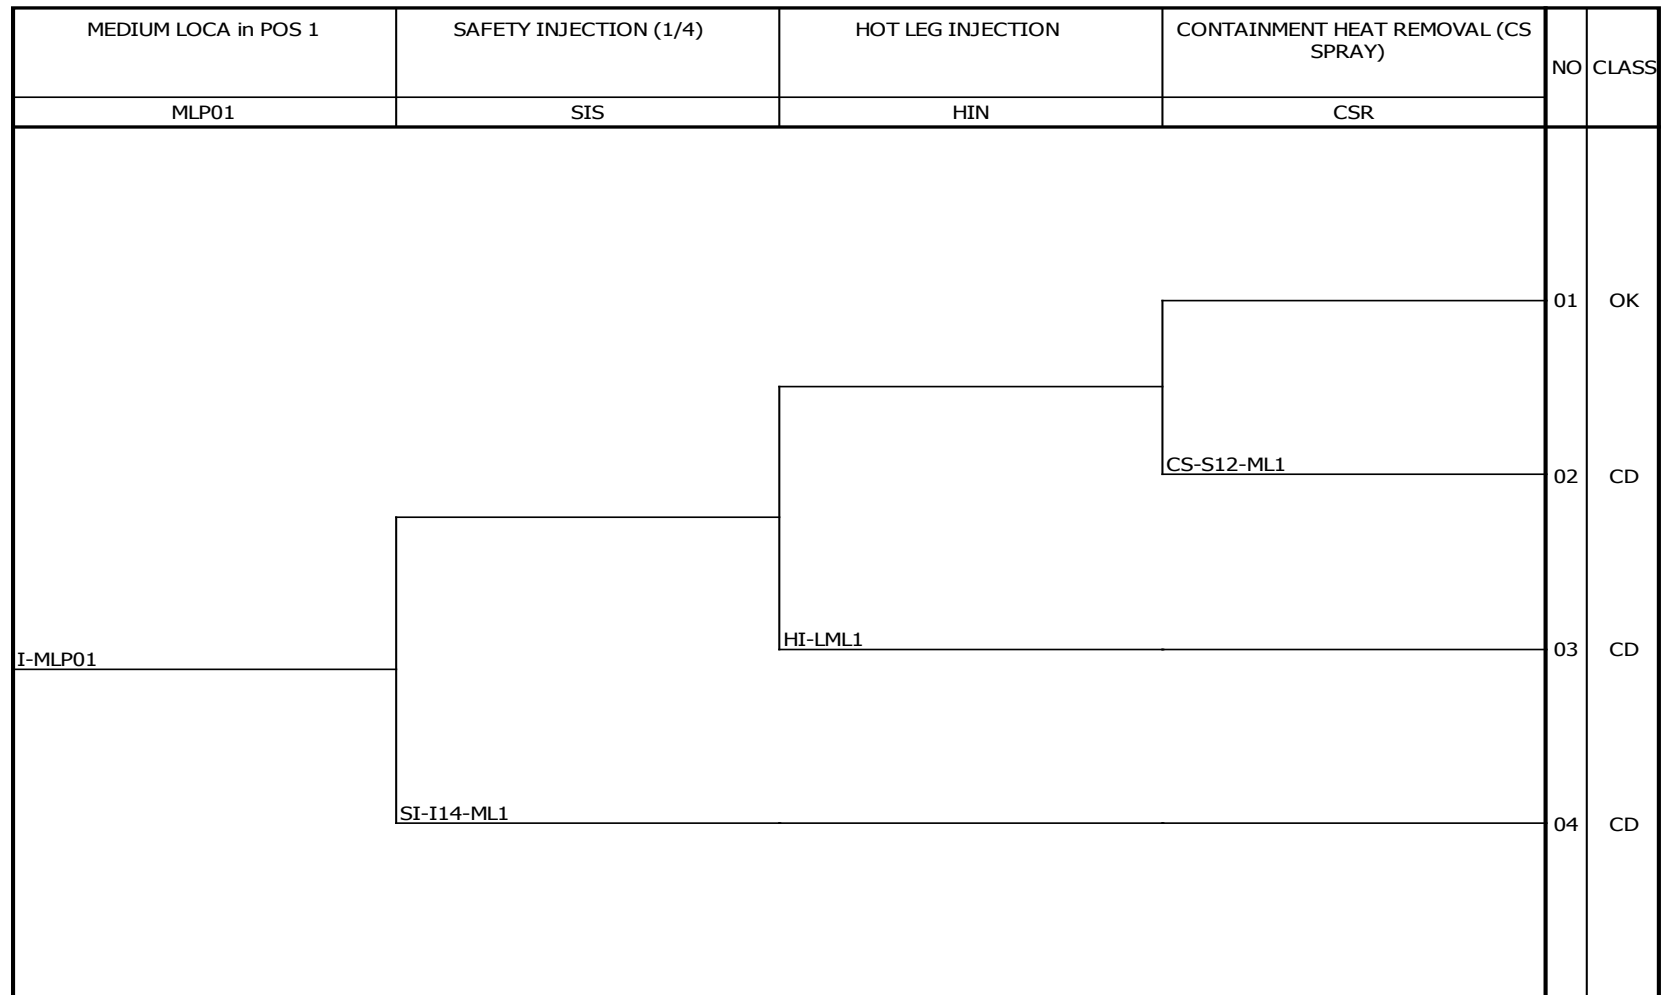 MEDIUM LOCA in POS 1
SAFETY INJECTION (1/4)
HOT LEG INJECTION
CONTAINMENT HEAT REMOVAL (CS
SPRAY)
NO
CLASS
MLP01
SIS
HIN
CSR
01
OK
CS-S12-ML1
02
CD
HI-LML1
03
CD
I-MLP01
SI-I14-ML1
04
CD